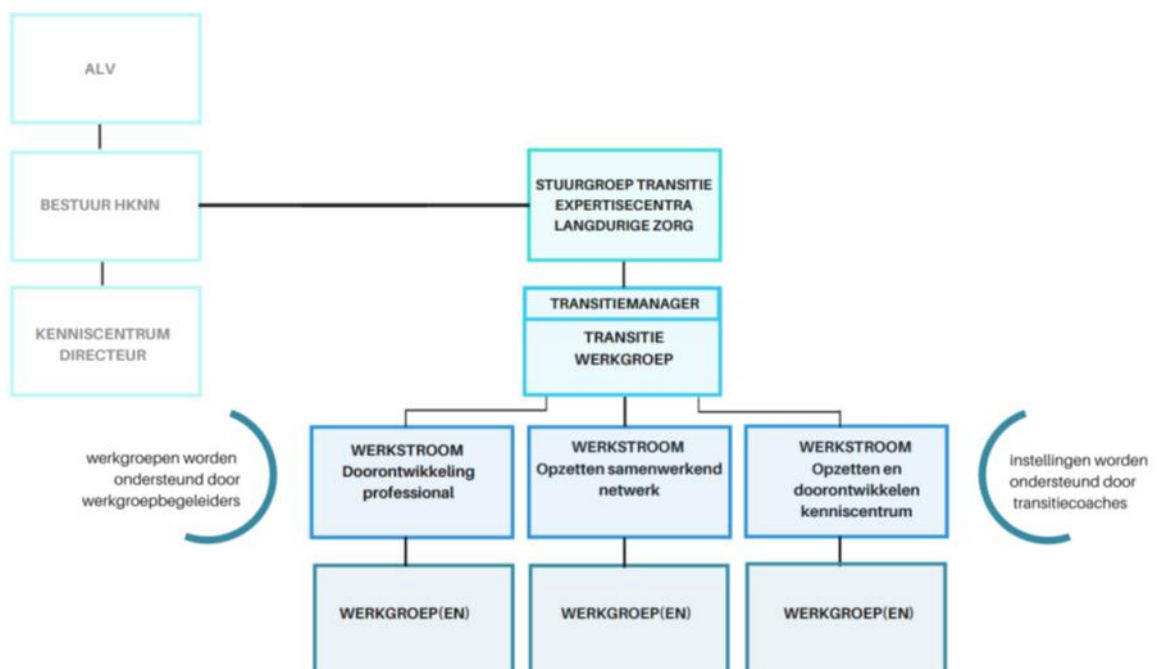 ALV
BESTUUR HKNN
STUURGROEP TRANSITIE
EXPERTISECENTRA
LANGDURIGE ZORG
KENNISCENTRUM
DIRECTEUR
TRANSITIEMANAGER
TRANSITIE
WERKGROEP
werkgroepen worden
ondersteund door
werkgroepbegeleiders
WERKSTROOM
Doorontwikkeling
professional
WERKSTROOM
Opzetten samenwerkend
netwerk
WERKSTROOM
Opzetten en
doorontwikkelen
kenniscentrum
instellingen worden
ondersteund door
transitiecoaches
WERKGROEP(EN)
WERKGROEP(EN)
WERKGROEP(EN)